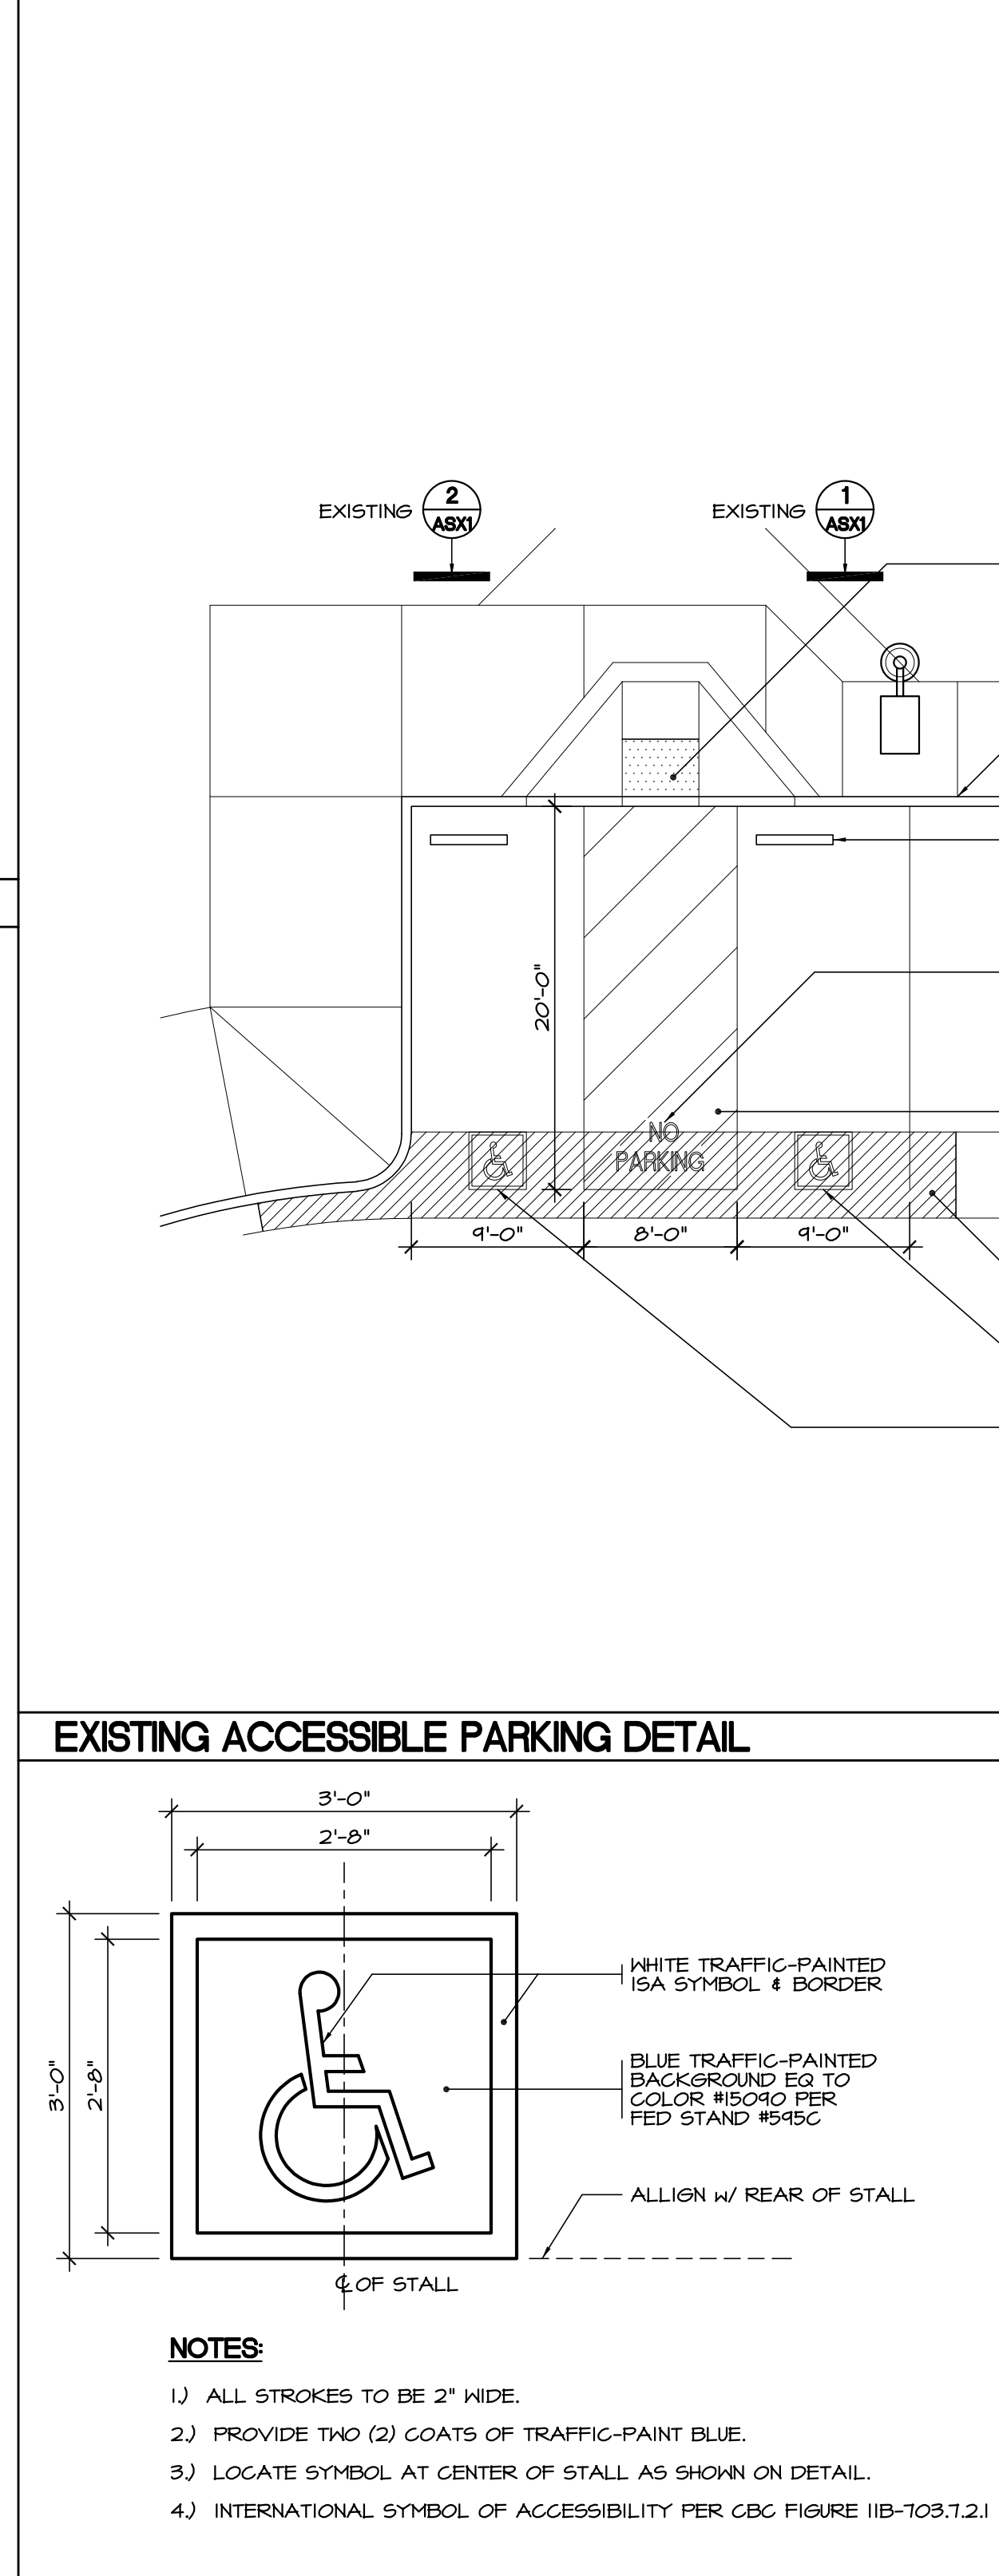 EXISTING 2 ASX1
EXISTING 1 ASX1
20'-0"
NO
PARKING
9'-0" 8'-0" 9'-0"
EXISTING ACCESSIBLE PARKING DETAIL
3'-0"
2'-8"
3'-0"
2'-8"
WHITE TRAFFIC-PAINTED
ISA SYMBOL & BORDER
BLUE TRAFFIC-PAINTED
BACKGROUND EQ TO
COLOR #15090 PER
FED STAND #595C
ALLIGN w/ REAR OF STALL
℄ OF STALL
NOTES:
1.) ALL STROKES TO BE 2" WIDE.
2.) PROVIDE TWO (2) COATS OF TRAFFIC-PAINT BLUE.
3.) LOCATE SYMBOL AT CENTER OF STALL AS SHOWN ON DETAIL.
4.) INTERNATIONAL SYMBOL OF ACCESSIBILITY PER CBC FIGURE 11B-703.7.2.1